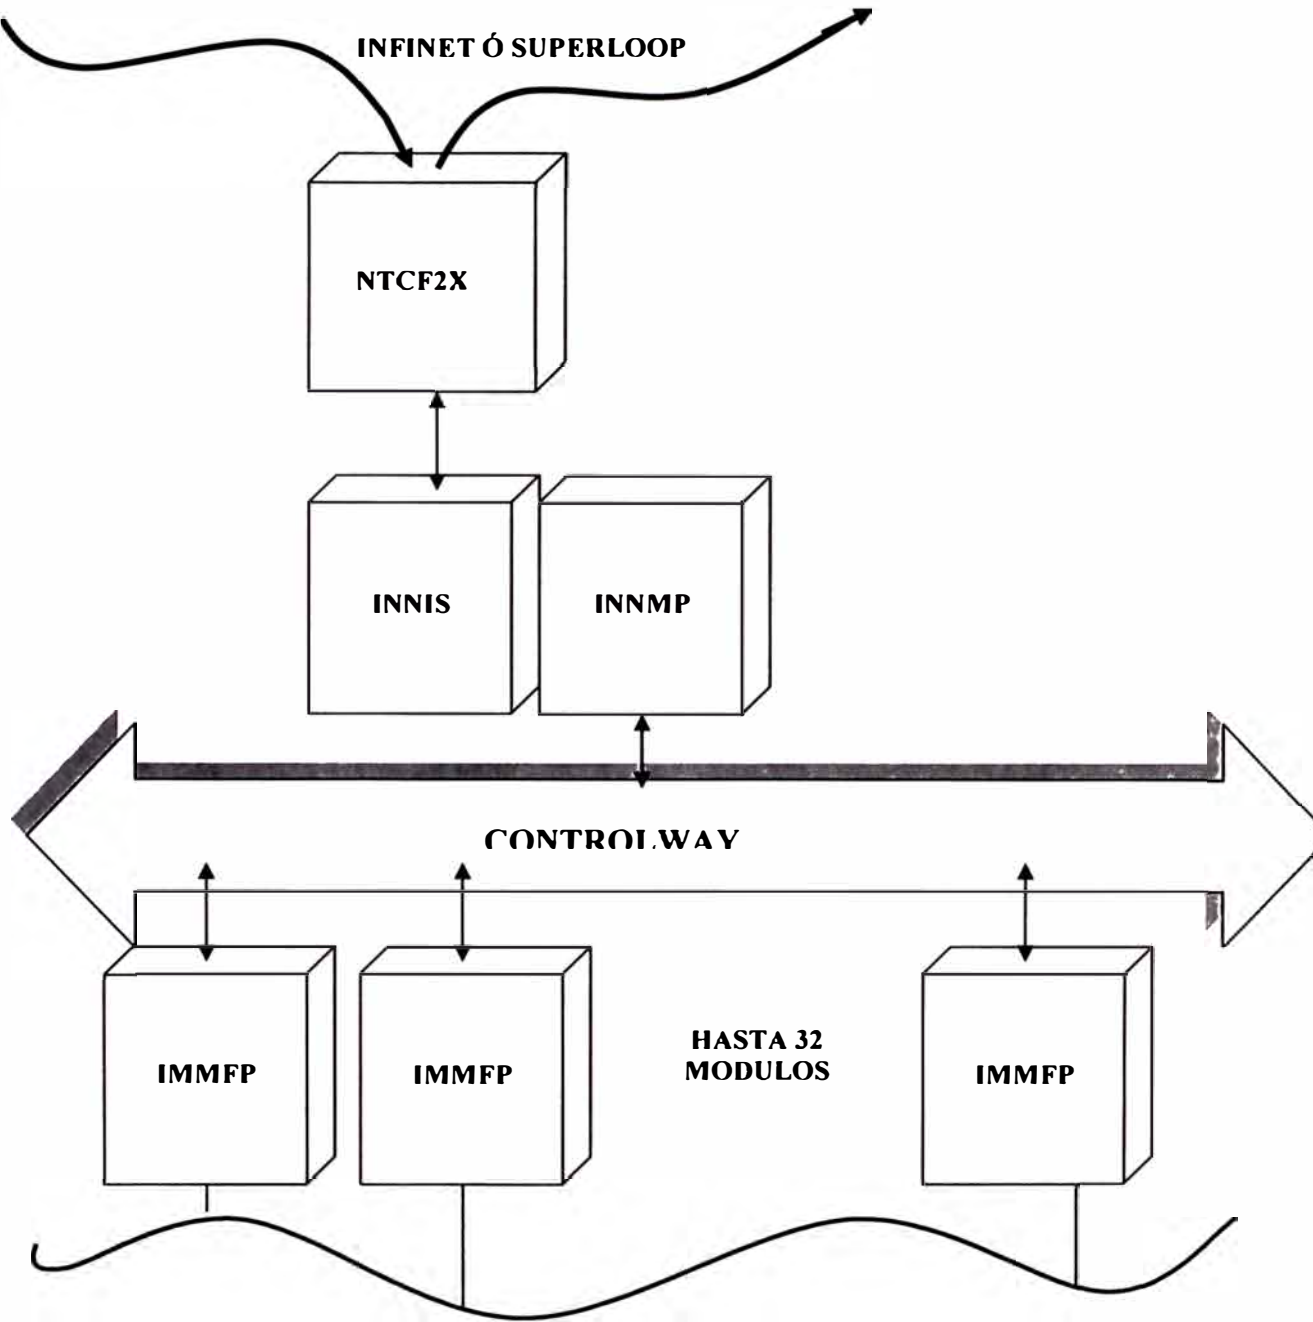 INFINET Ó SUPERLOOP
NTCF2X
INNIS
INNMP
CONTROLWAY
HASTA 32
MODULOS
IMMFP
IMMFP
IMMFP